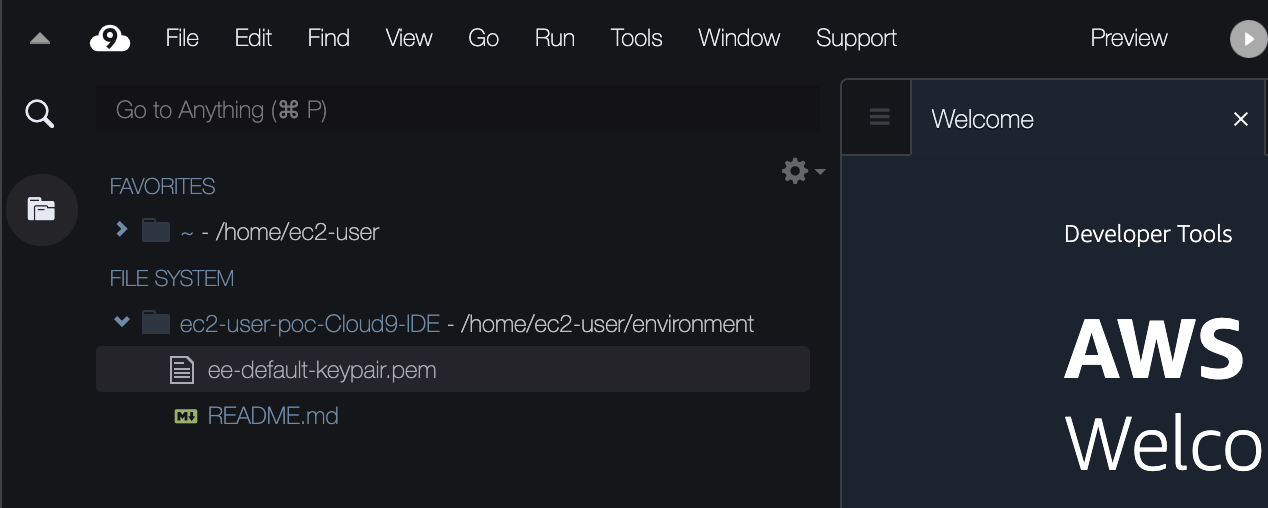 9 File Edit Find View Go Run Tools Window Support Preview
Go to Anything (⌘ P)
Welcome
FAVORITES
~ - /home/ec2-user
FILE SYSTEM
ec2-user-poc-Cloud9-IDE - /home/ec2-user/environment
ee-default-keypair.pem
M↓ README.md
Developer Tools
AWS
Welco